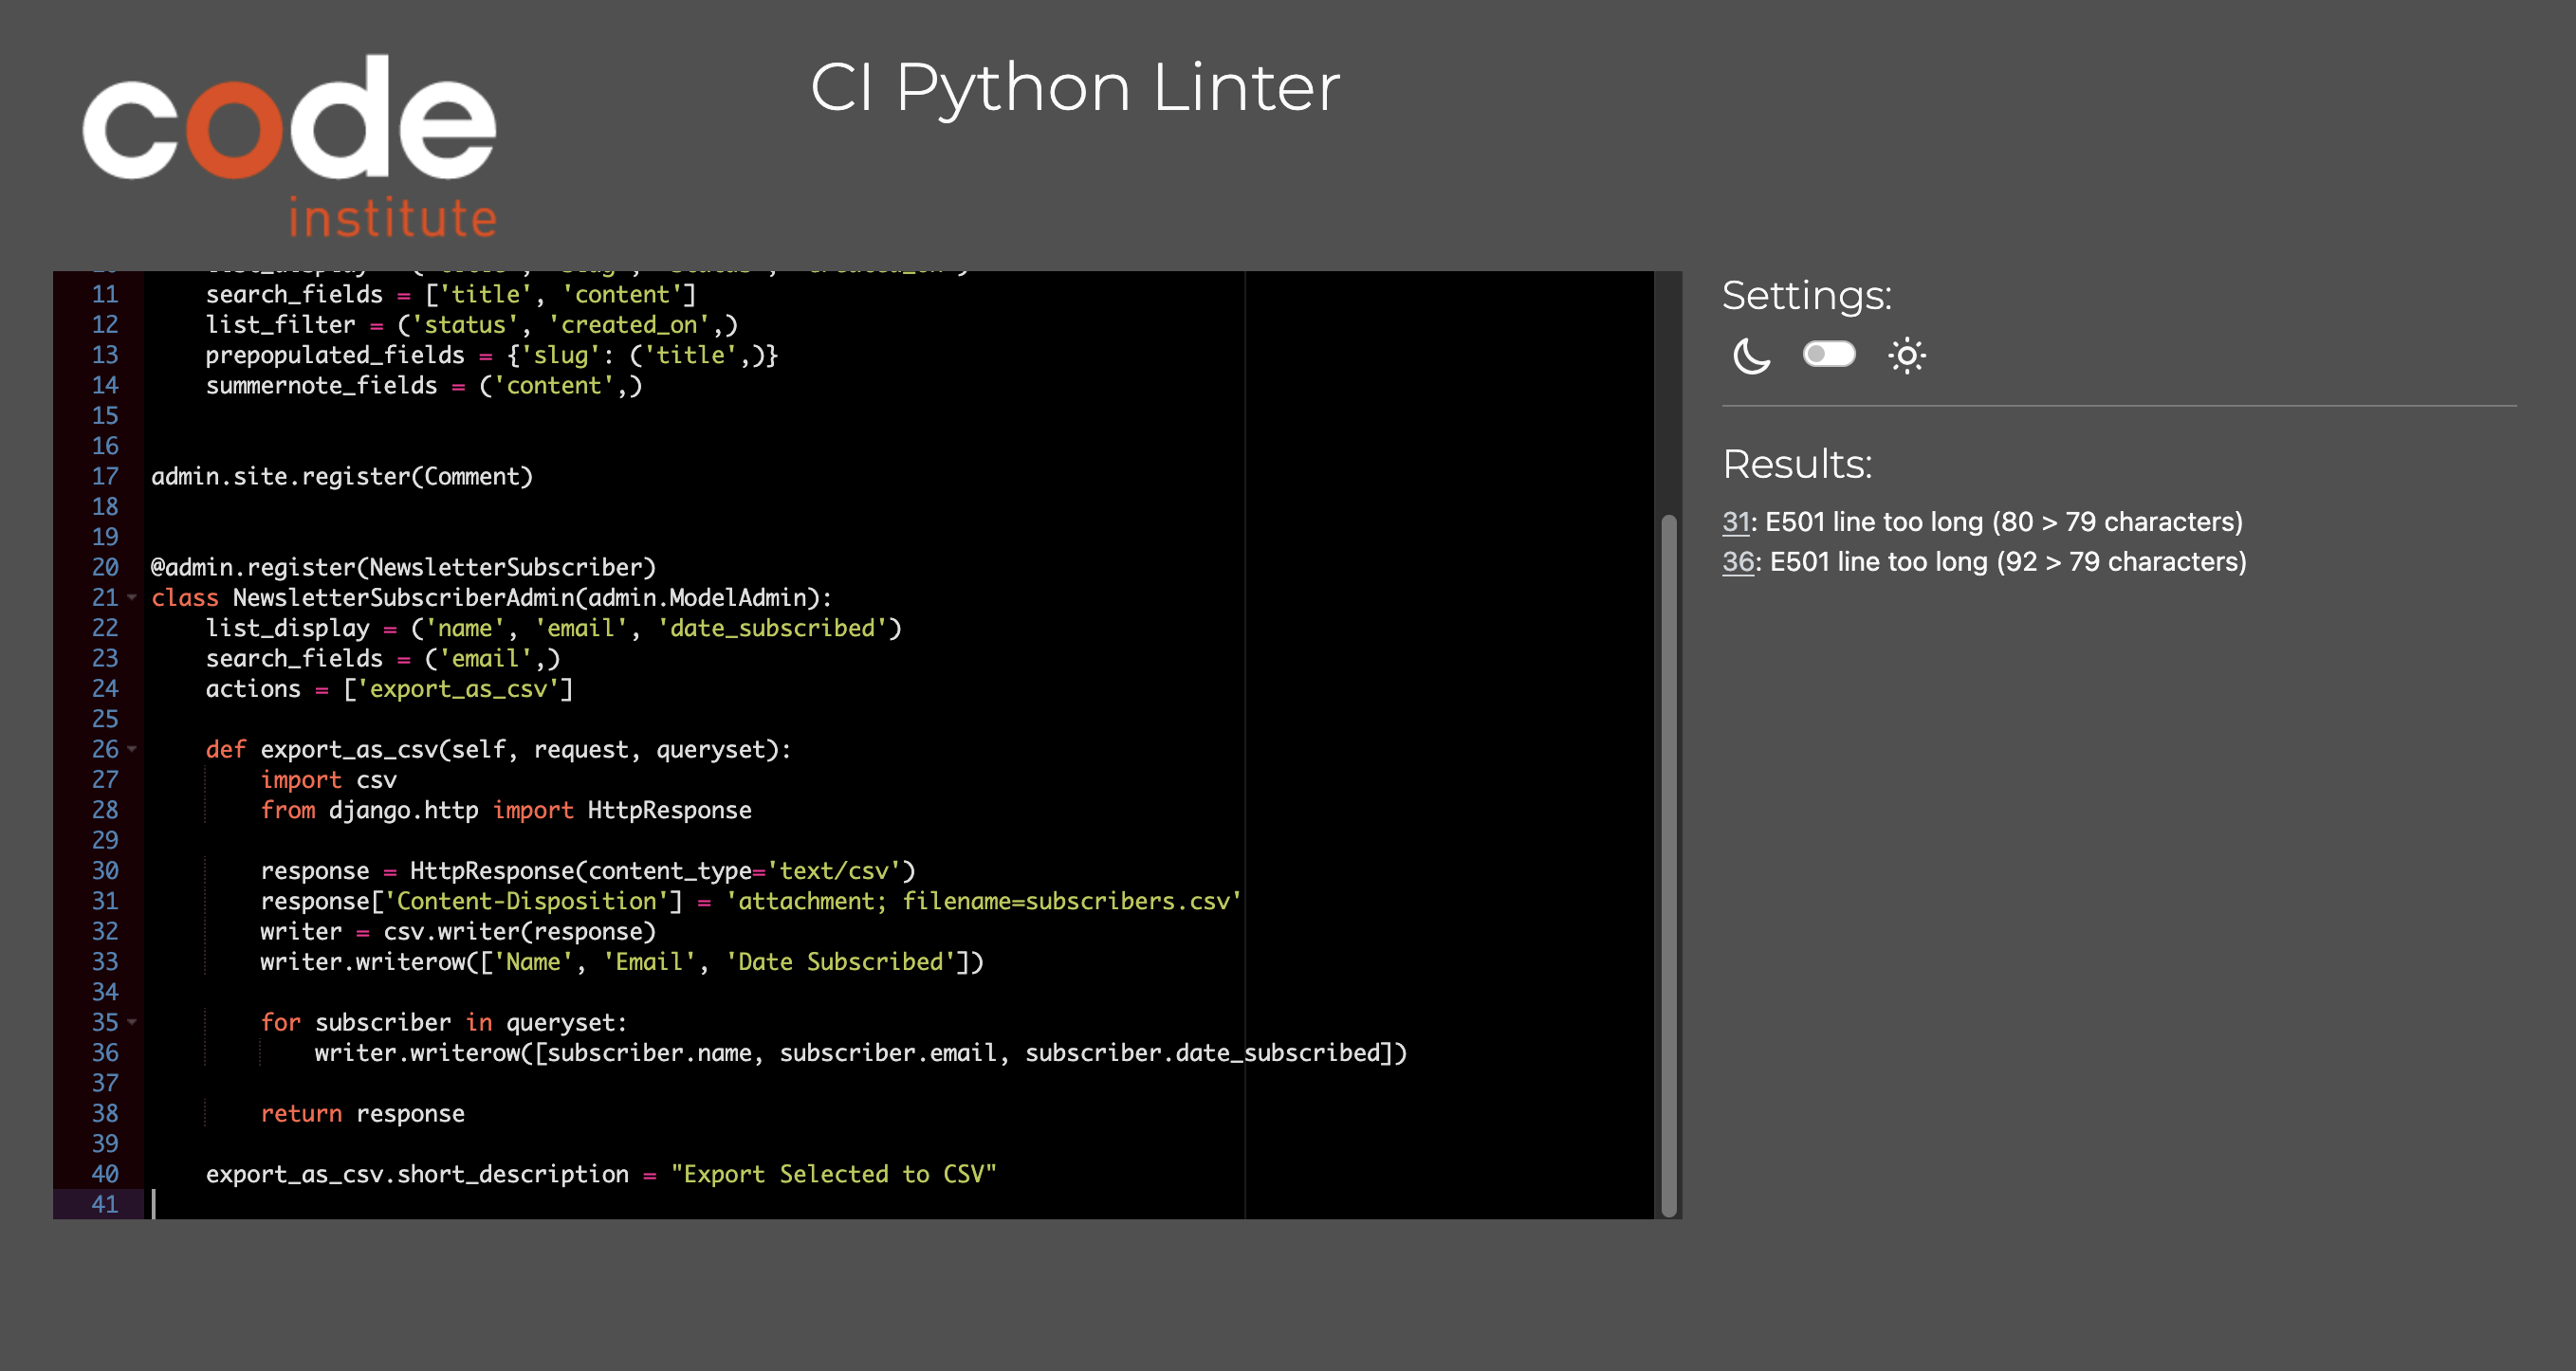 code
institute
CI Python Linter
11 search_fields = ['title', 'content']
12 list_filter = ('status', 'created_on',)
13 prepopulated_fields = {'slug': ('title',)}
14 summernote_fields = ('content',)
15
16
17 admin.site.register(Comment)
18
19
20 @admin.register(NewsletterSubscriber)
21 class NewsletterSubscriberAdmin(admin.ModelAdmin):
22 list_display = ('name', 'email', 'date_subscribed')
23 search_fields = ('email',)
24 actions = ['export_as_csv']
25
26 def export_as_csv(self, request, queryset):
27 import csv
28 from django.http import HttpResponse
29
30 response = HttpResponse(content_type='text/csv')
31 response['Content-Disposition'] = 'attachment; filename=subscribers.csv'
32 writer = csv.writer(response)
33 writer.writerow(['Name', 'Email', 'Date Subscribed'])
34
35 for subscriber in queryset:
36 writer.writerow([subscriber.name, subscriber.email, subscriber.date_subscribed])
37
38 return response
39
40 export_as_csv.short_description = "Export Selected to CSV"
41
Settings:
Results:
31: E501 line too long (80 > 79 characters)
36: E501 line too long (92 > 79 characters)